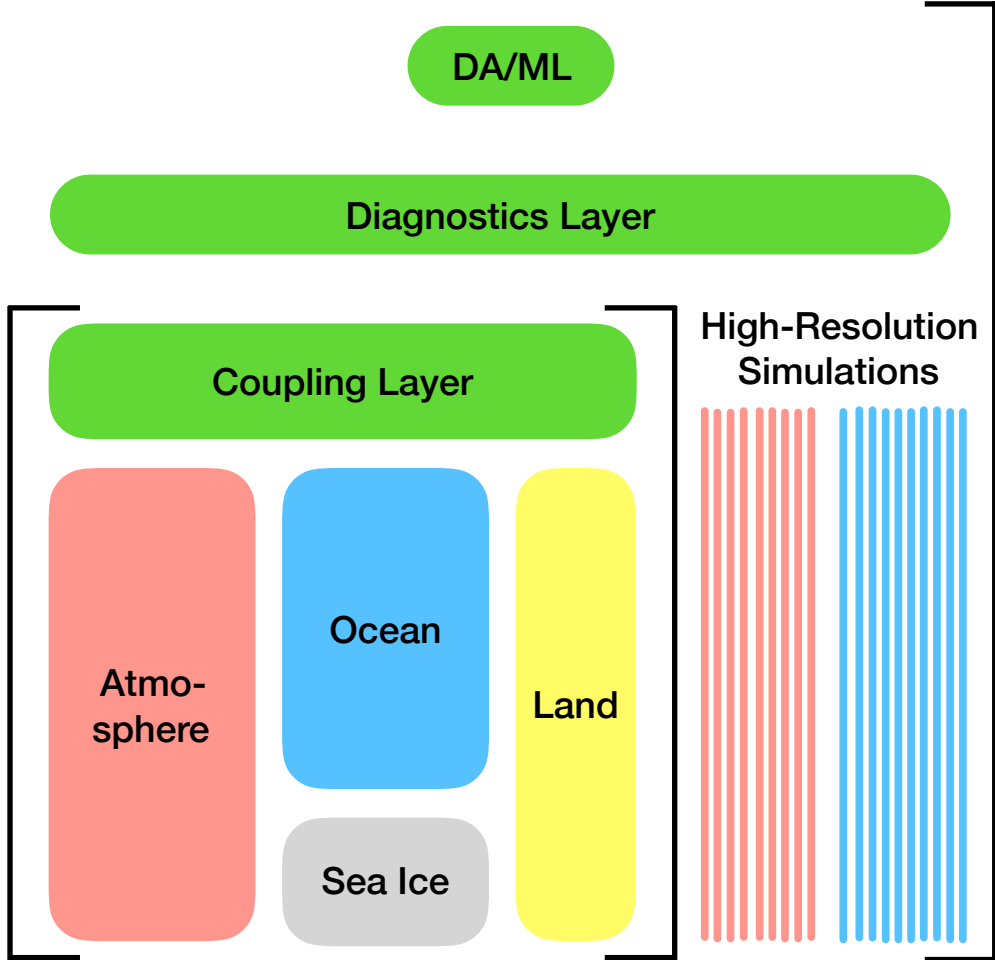 DA/ML
Diagnostics Layer
Coupling Layer
High-Resolution
Simulations
Atmo-
sphere
Ocean
Land
Sea Ice